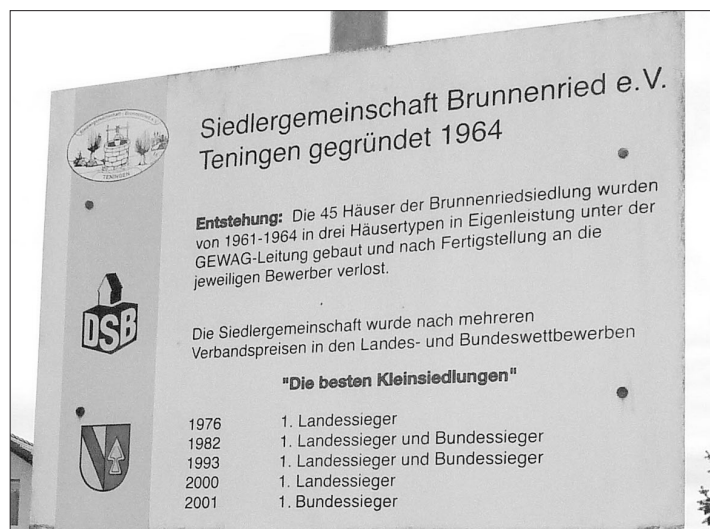 Siedlergemeinschaft Brunnenried e.V.
Teningen gegründet 1964
Entstehung: Die 45 Häuser der Brunnenriedsiedlung wurden
von 1961-1964 in drei Häusertypen in Eigenleistung unter der
GEWAG-Leitung gebaut und nach Fertigstellung an die
jeweiligen Bewerber verlost.
Die Siedlergemeinschaft wurde nach mehreren
Verbandspreisen in den Landes- und Bundeswettbewerben
"Die besten Kleinsiedlungen"
1976 1. Landessieger
1982 1. Landessieger und Bundessieger
1993 1. Landessieger und Bundessieger
2000 1. Landessieger
2001 1. Bundessieger
Siedlergemeinschaft - Brunnenried e.V.
TENINGEN
DSB